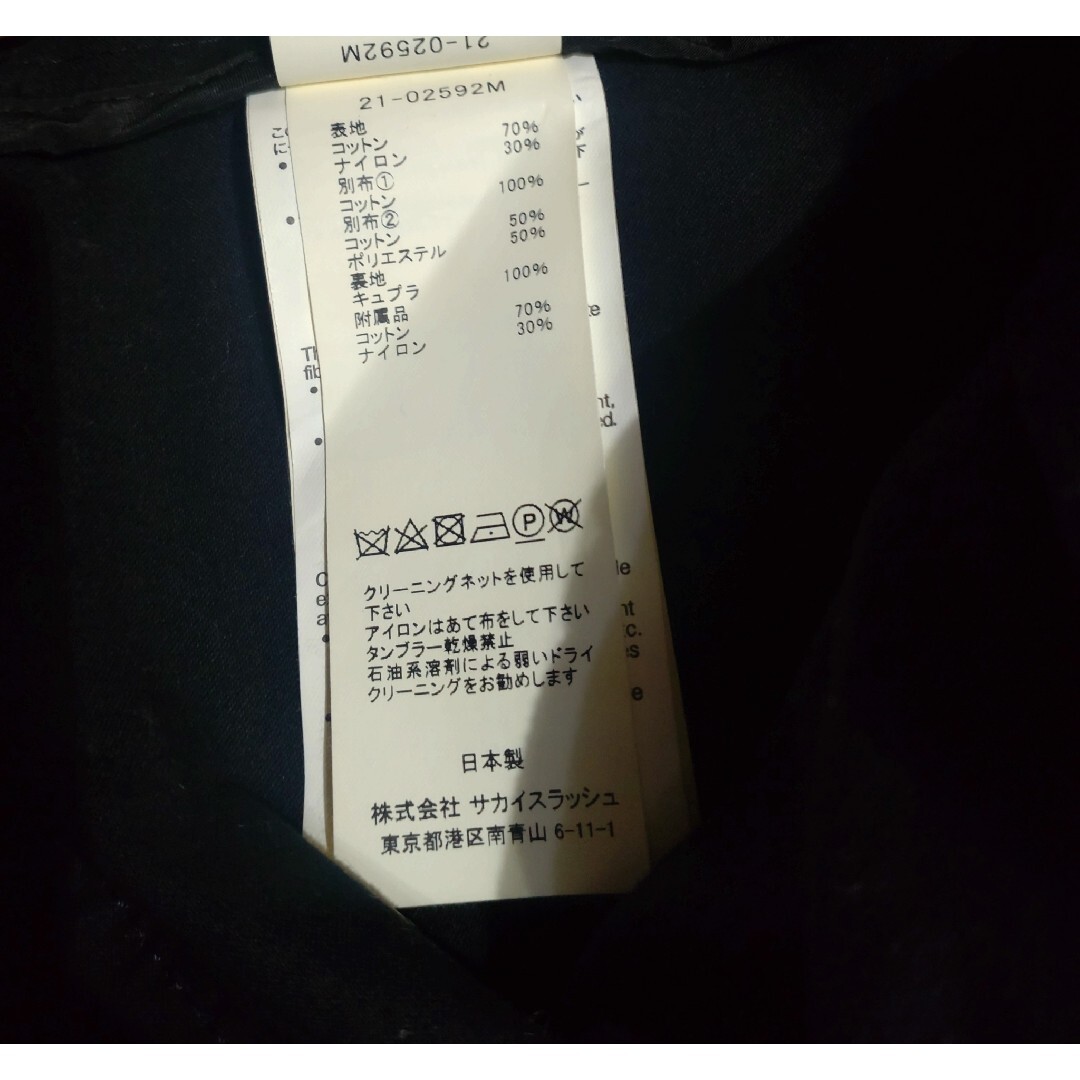 21-02592M
21-02592M
表地
コットン 70%
ナイロン 30%
別布①
コットン 100%
別布②
コットン 50%
ポリエステル 50%
裏地
キュプラ 100%
附属品
コットン 70%
ナイロン 30%
P W
クリーニングネットを使用して
下さい
アイロンはあて布をして下さい
タンブラー乾燥禁止
石油系溶剤による弱いドライ
クリーニングをお勧めします
日本製
株式会社 サカイスラッシュ
東京都港区南青山 6-11-1